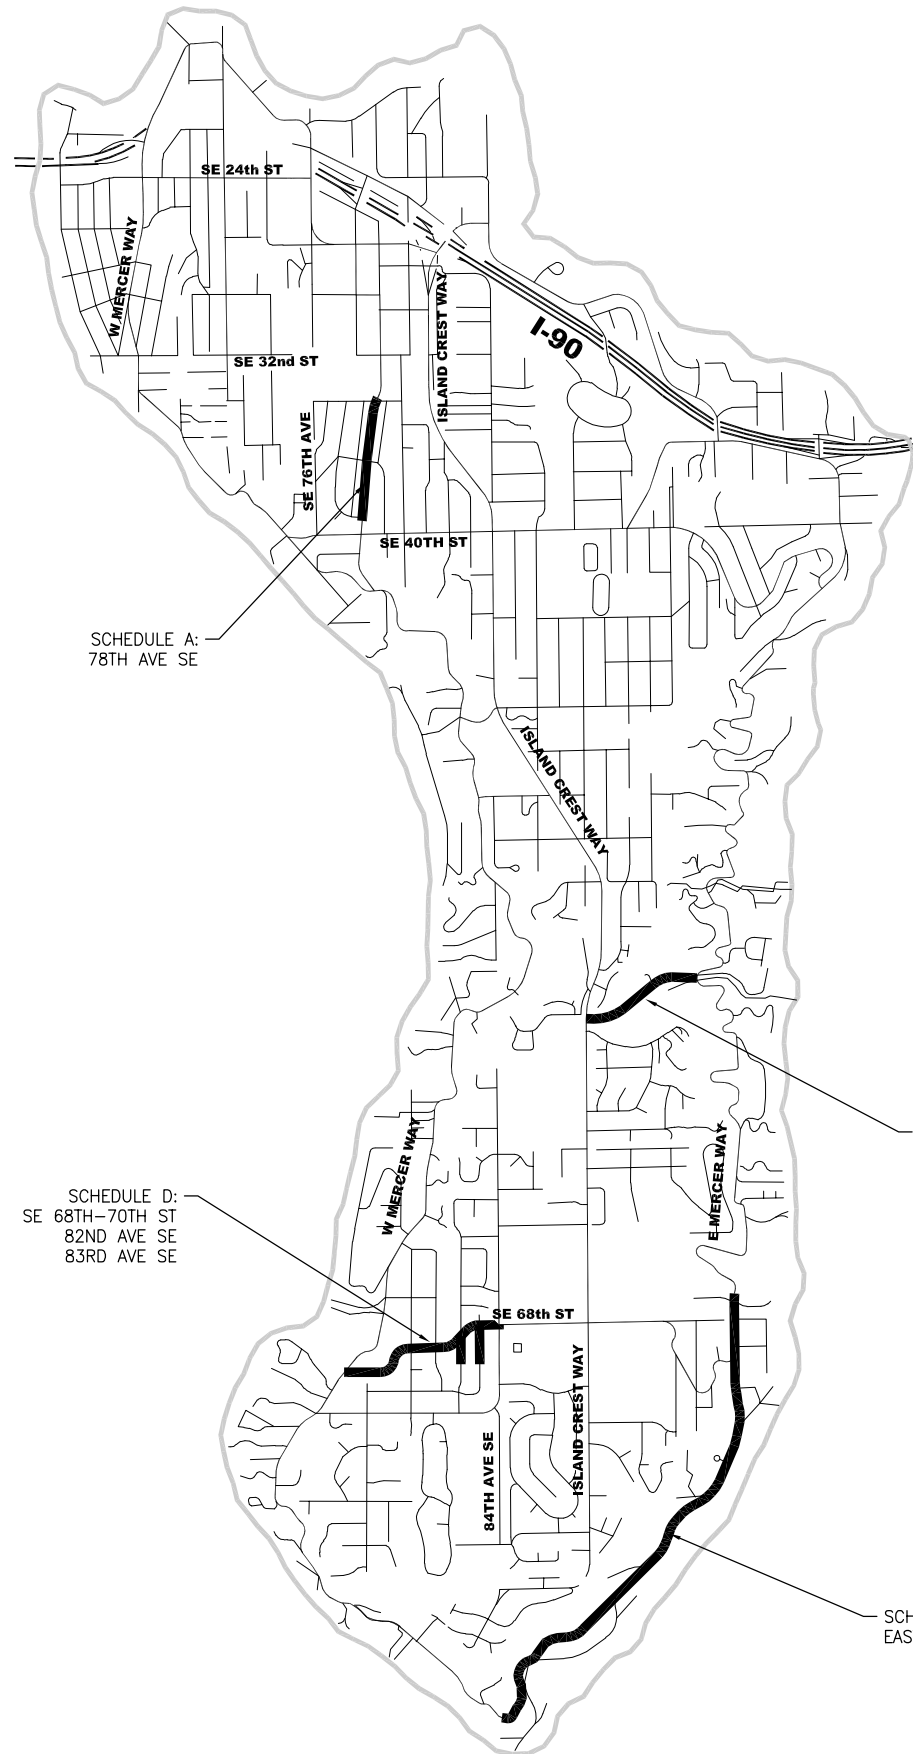 SE 24th ST
W MERCER WAY
ISLAND CREST WAY
I-90
SE 32nd ST
SE 76TH AVE
SE 40TH ST
SCHEDULE A:
78TH AVE SE
ISLAND CREST WAY
W MERCER WAY
E MERCER WAY
SCHEDULE D:
SE 68TH-70TH ST
82ND AVE SE
83RD AVE SE
SE 68th ST
ISLAND CREST WAY
84TH AVE SE
SCH
EAS